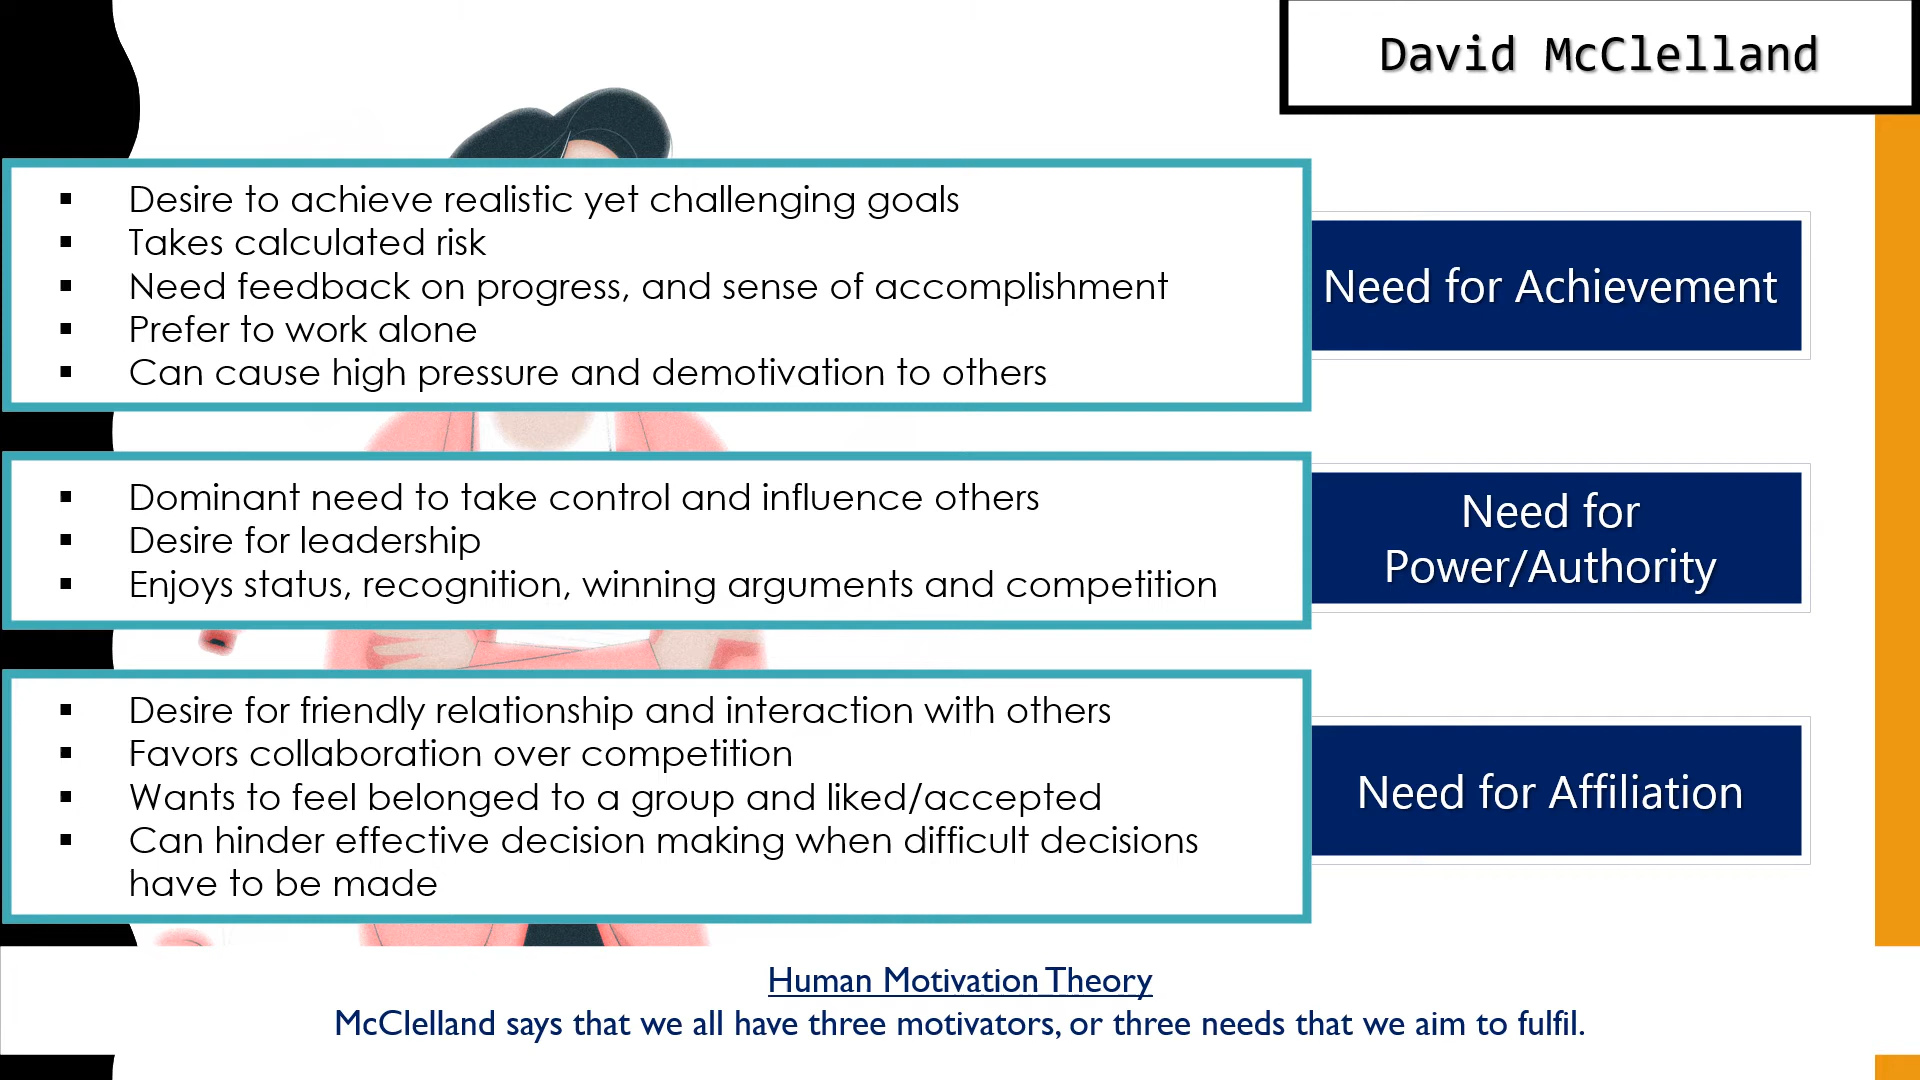 David McClelland
▪ Desire to achieve realistic yet challenging goals
▪ Takes calculated risk
▪ Need feedback on progress, and sense of accomplishment
▪ Prefer to work alone
▪ Can cause high pressure and demotivation to others
Need for Achievement
▪ Dominant need to take control and influence others
▪ Desire for leadership
▪ Enjoys status, recognition, winning arguments and competition
Need for
Power/Authority
▪ Desire for friendly relationship and interaction with others
▪ Favors collaboration over competition
▪ Wants to feel belonged to a group and liked/accepted
▪ Can hinder effective decision making when difficult decisions
have to be made
Need for Affiliation
Human Motivation Theory
McClelland says that we all have three motivators, or three needs that we aim to fulfil.